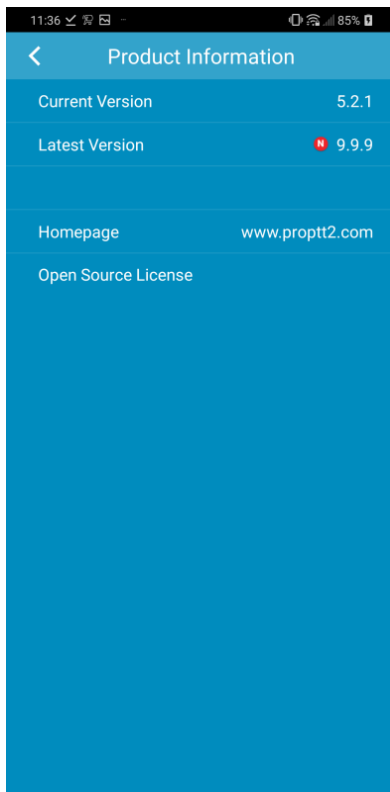 11:36 85%
Product Information
Current Version 5.2.1
Latest Version N 9.9.9
Homepage www.proptt2.com
Open Source License